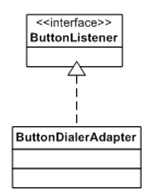 <<interface>>
ButtonListener
ButtonDialerAdapter